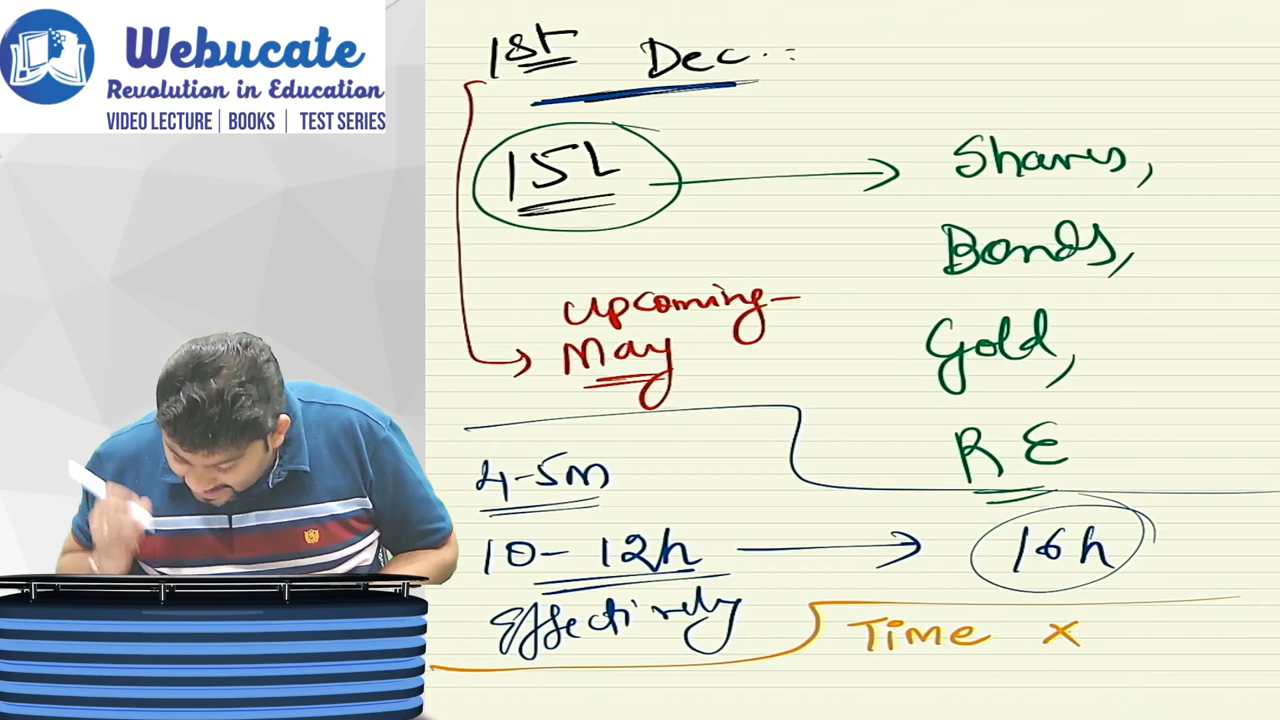 Webucate
Revolution in Education
VIDEO LECTURE | BOOKS | TEST SERIES
1st Dec
15L → Shares,
Bonds,
Gold,
RE
upcoming
May
4-5m
10-12h → 16h
Effectively
Time ×